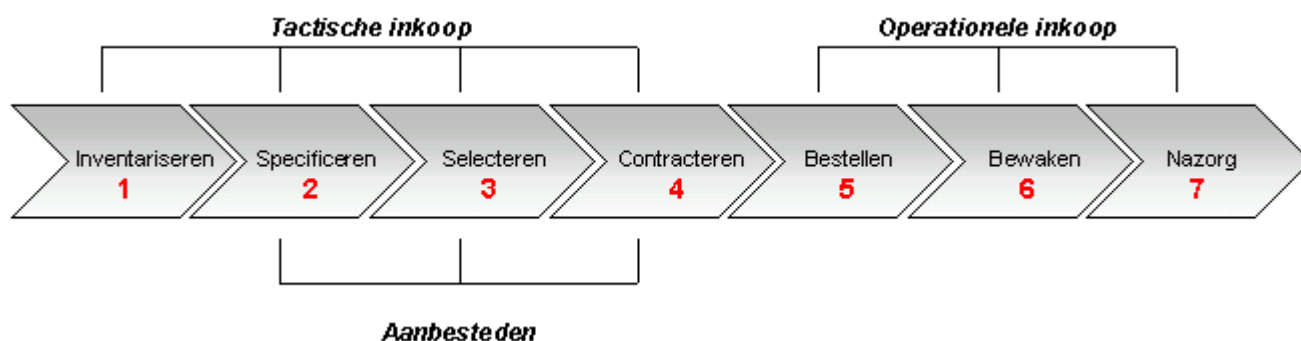 Tactische inkoop
Operationele inkoop
Inventariseren
1
Specificeren
2
Selecteren
3
Contracteren
4
Bestellen
5
Bewaken
6
Nazorg
7
Aanbesteden